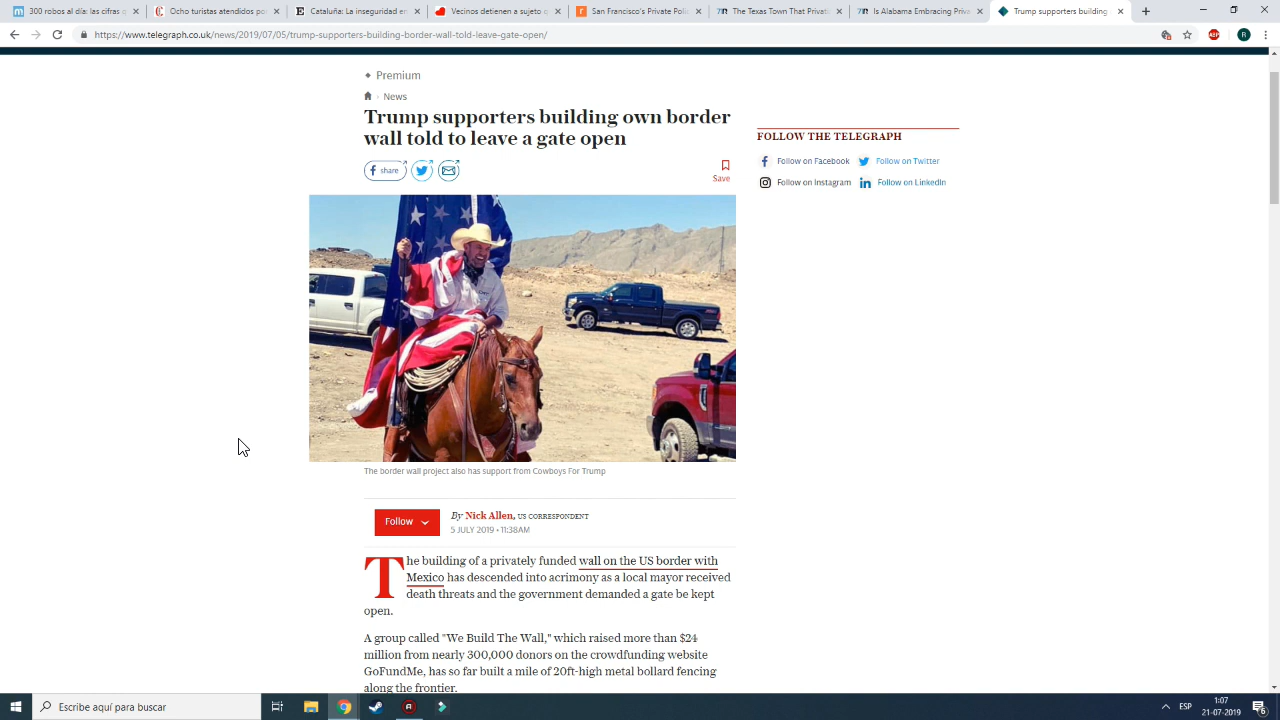 300 robos al día: las cifras d
Ocho turistas atendidos po
Cataluña: La inseguridad en
Vecinos detienen a sujeto q
San Francisco's Private Polic
The Texas Town That Privati
Is Alabama Embracing Priva
Trump supporters building
https://www.telegraph.co.uk/news/2019/07/05/trump-supporters-building-border-wall-told-leave-gate-open/
ABP
R
Premium
News
Trump supporters building own border
wall told to leave a gate open
share
Save
FOLLOW THE TELEGRAPH
Follow on Facebook
Follow on Twitter
Follow on Instagram
Follow on LinkedIn
The border wall project also has support from Cowboys For Trump
Follow
By Nick Allen, US CORRESPONDENT
5 JULY 2019 • 11:38AM
The building of a privately funded wall on the US border with
Mexico has descended into acrimony as a local mayor received
death threats and the government demanded a gate be kept
open.
A group called "We Build The Wall," which raised more than $24
million from nearly 300,000 donors on the crowdfunding website
GoFundMe, has so far built a mile of 20ft-high metal bollard fencing
along the frontier.
Escribe aquí para buscar
ESP
1:07
21-07-2019
6